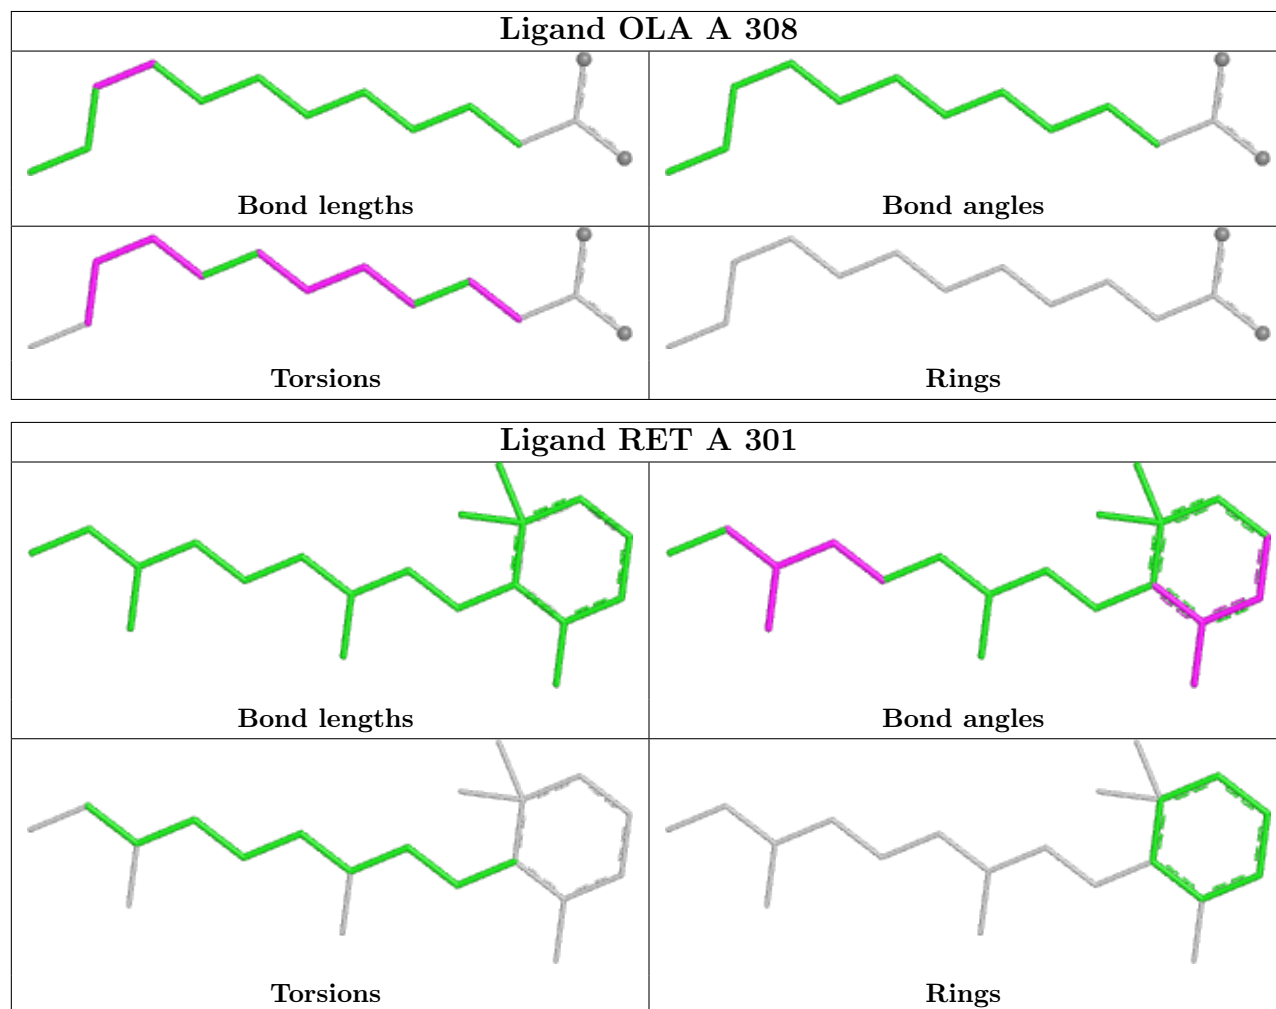 Ligand OLA A 308
Bond lengths
Bond angles
Torsions
Rings
Ligand RET A 301
Bond lengths
Bond angles
Torsions
Rings